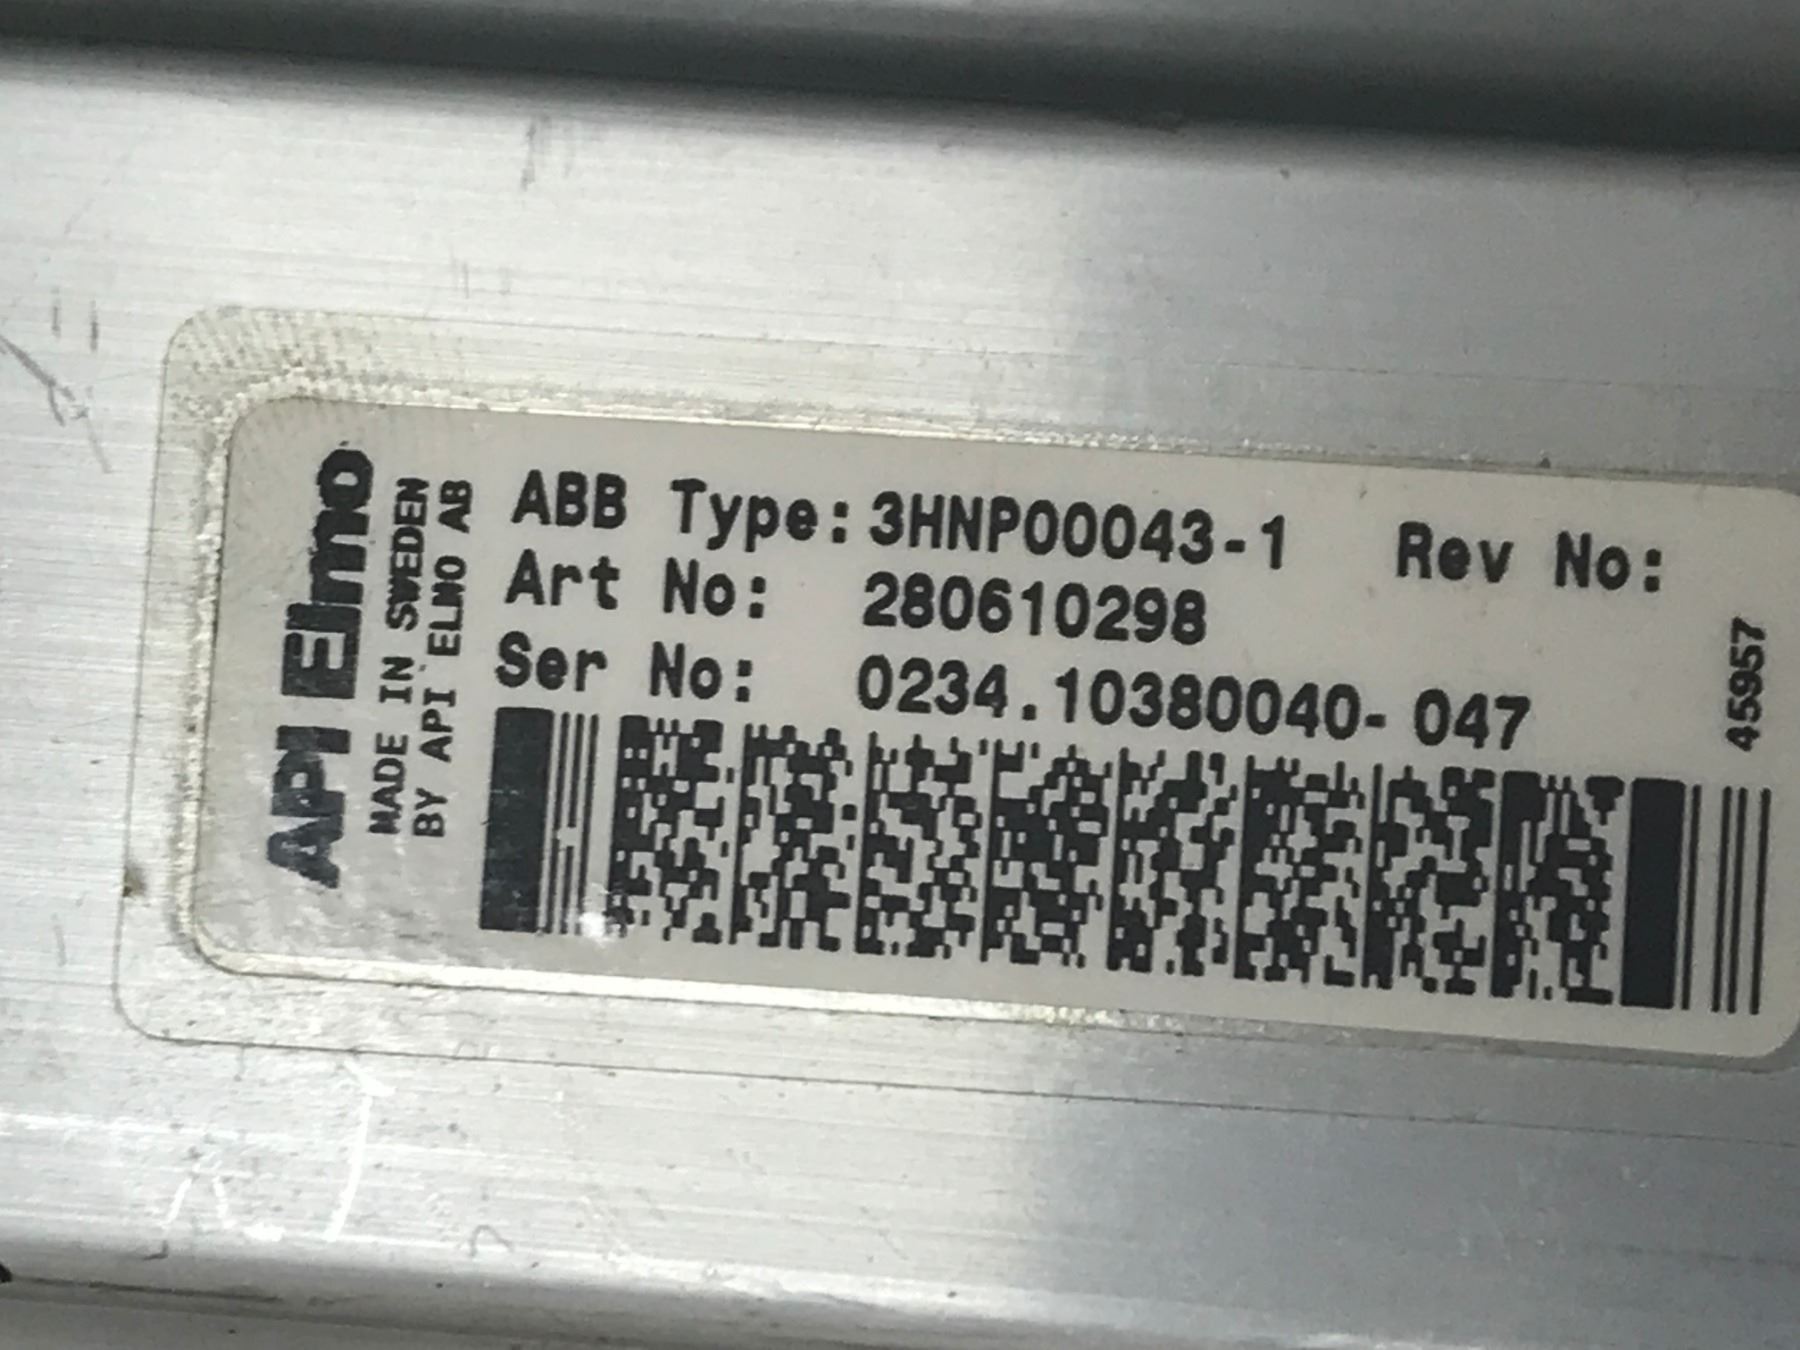 API Elmo
MADE IN SWEDEN
BY API ELMO AB
ABB Type: 3HNP00043-1 Rev No:
Art No: 280610298
Ser No: 0234.10380040- 047
45957